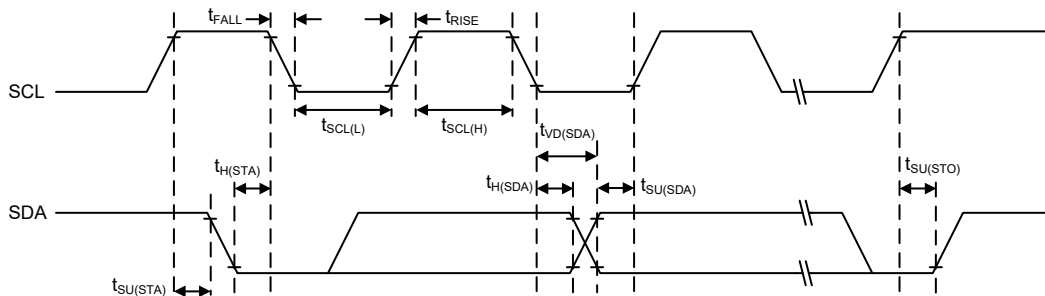 tFALL
tRISE
SCL
tSCL(L)
tSCL(H)
tVD(SDA)
tH(STA)
tH(SDA)
tSU(SDA)
tSU(STO)
SDA
tSU(STA)